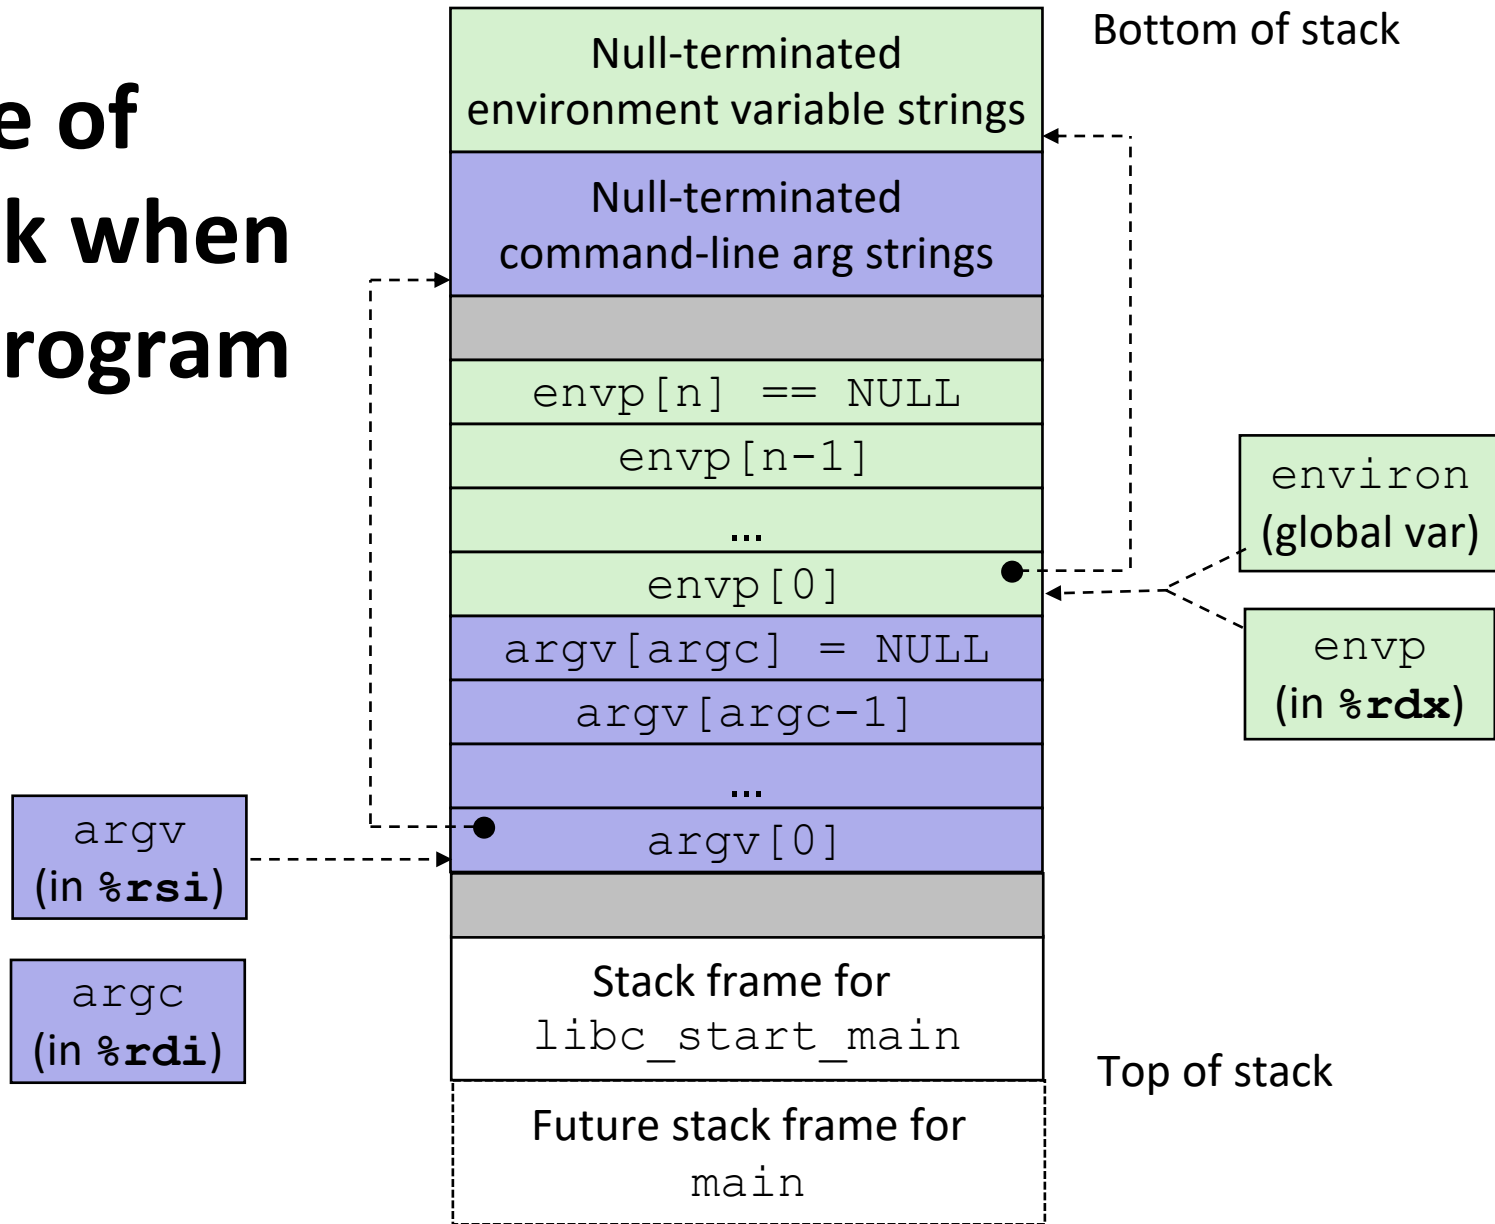 e of
k when
rogram
Bottom of stack
Null-terminated
environment variable strings
Null-terminated
command-line arg strings
envp[n] == NULL
envp[n-1]
...
envp[0]
argv[argc] = NULL
argv[argc-1]
...
argv[0]
environ
(global var)
envp
(in %rdx)
argv
(in %rsi)
argc
(in %rdi)
Stack frame for
libc_start_main
Top of stack
Future stack frame for
main